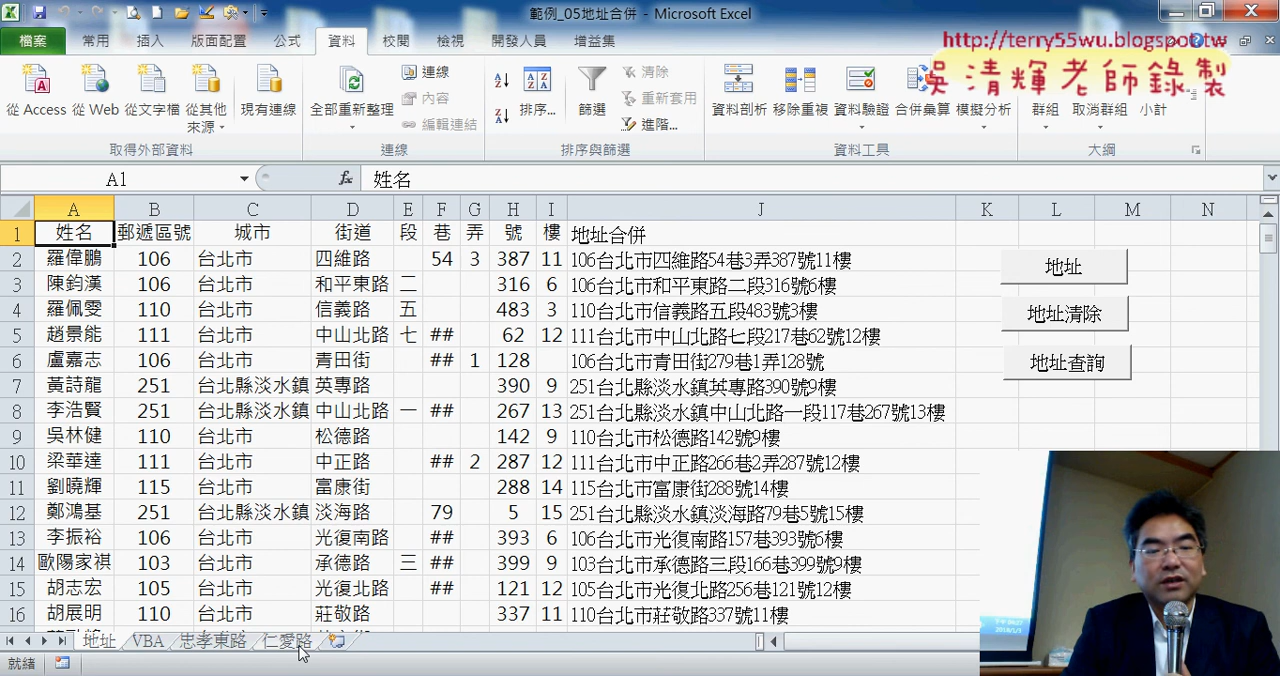 範例_05地址合併 - Microsoft Excel
檔案 常用 插入 版面配置 公式 資料 校閱 檢視 開發人員 增益集
http://terry55wu.blogspot.tw
吳清輝老師錄製
從 Access 從 Web 從文字檔 從其他來源 現有連線 全部重新整理 連線 內容 編輯連結 排序... 篩選 清除 重新套用 進階... 資料剖析 移除重複 資料驗證 合併彙算 模擬分析 群組 取消群組 小計
取得外部資料 連線 排序與篩選 資料工具 大綱
A1 fx 姓名
A B C D E F G H I J K L M N
1 姓名 郵遞區號 城市 街道 段 巷 弄 號 樓 地址合併
2 羅偉鵬 106 台北市 四維路 54 3 387 11 106台北市四維路54巷3弄387號11樓
3 陳鈞漢 106 台北市 和平東路 二 316 6 106台北市和平東路二段316號6樓
4 羅佩雯 110 台北市 信義路 五 483 3 110台北市信義路五段483號3樓
5 趙景能 111 台北市 中山北路 七 ## 62 12 111台北市中山北路七段217巷62號12樓
6 盧嘉志 106 台北市 青田街 ## 1 128 106台北市青田街279巷1弄128號
7 黃詩龍 251 台北縣淡水鎮 英專路 390 9 251台北縣淡水鎮英專路390號9樓
8 李浩賢 251 台北縣淡水鎮 中山北路 一 ## 267 13 251台北縣淡水鎮中山北路一段117巷267號13樓
9 吳林健 110 台北市 松德路 142 9 110台北市松德路142號9樓
10 梁華達 111 台北市 中正路 ## 2 287 12 111台北市中正路266巷2弄287號12樓
11 劉曉輝 115 台北市 富康街 288 14 115台北市富康街288號14樓
12 鄭鴻基 251 台北縣淡水鎮 淡海路 79 5 15 251台北縣淡水鎮淡海路79巷5號15樓
13 李振裕 106 台北市 光復南路 ## 393 6 106台北市光復南路157巷393號6樓
14 歐陽家祺 103 台北市 承德路 三 ## 399 9 103台北市承德路三段166巷399號9樓
15 胡志宏 105 台北市 光復北路 ## 121 12 105台北市光復北路256巷121號12樓
16 胡展明 110 台北市 莊敬路 337 11 110台北市莊敬路337號11樓
地址
地址清除
地址查詢
地址 VBA 忠孝東路 仁愛路
就緒